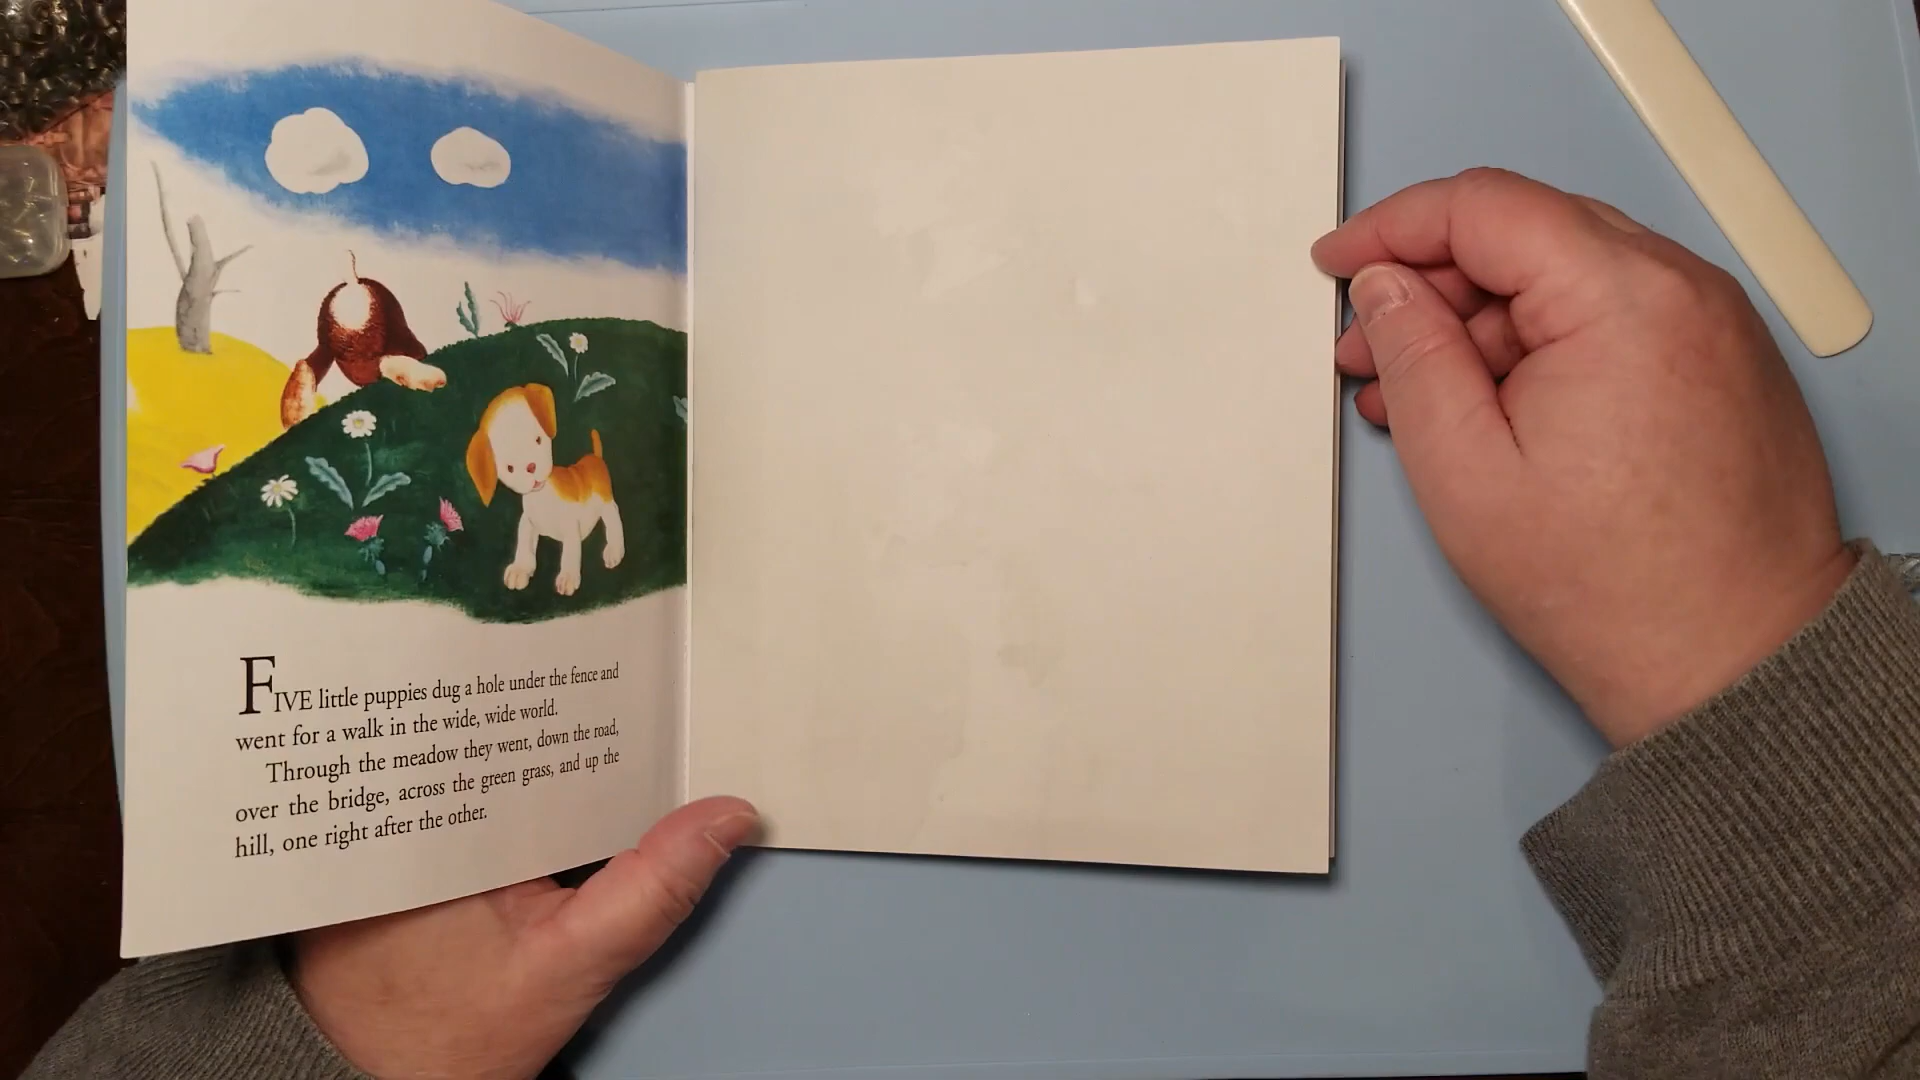 FIVE little puppies dug a hole under the fence and
went for a walk in the wide, wide world.
Through the meadow they went, down the road,
over the bridge, across the green grass, and up the
hill, one right after the other.